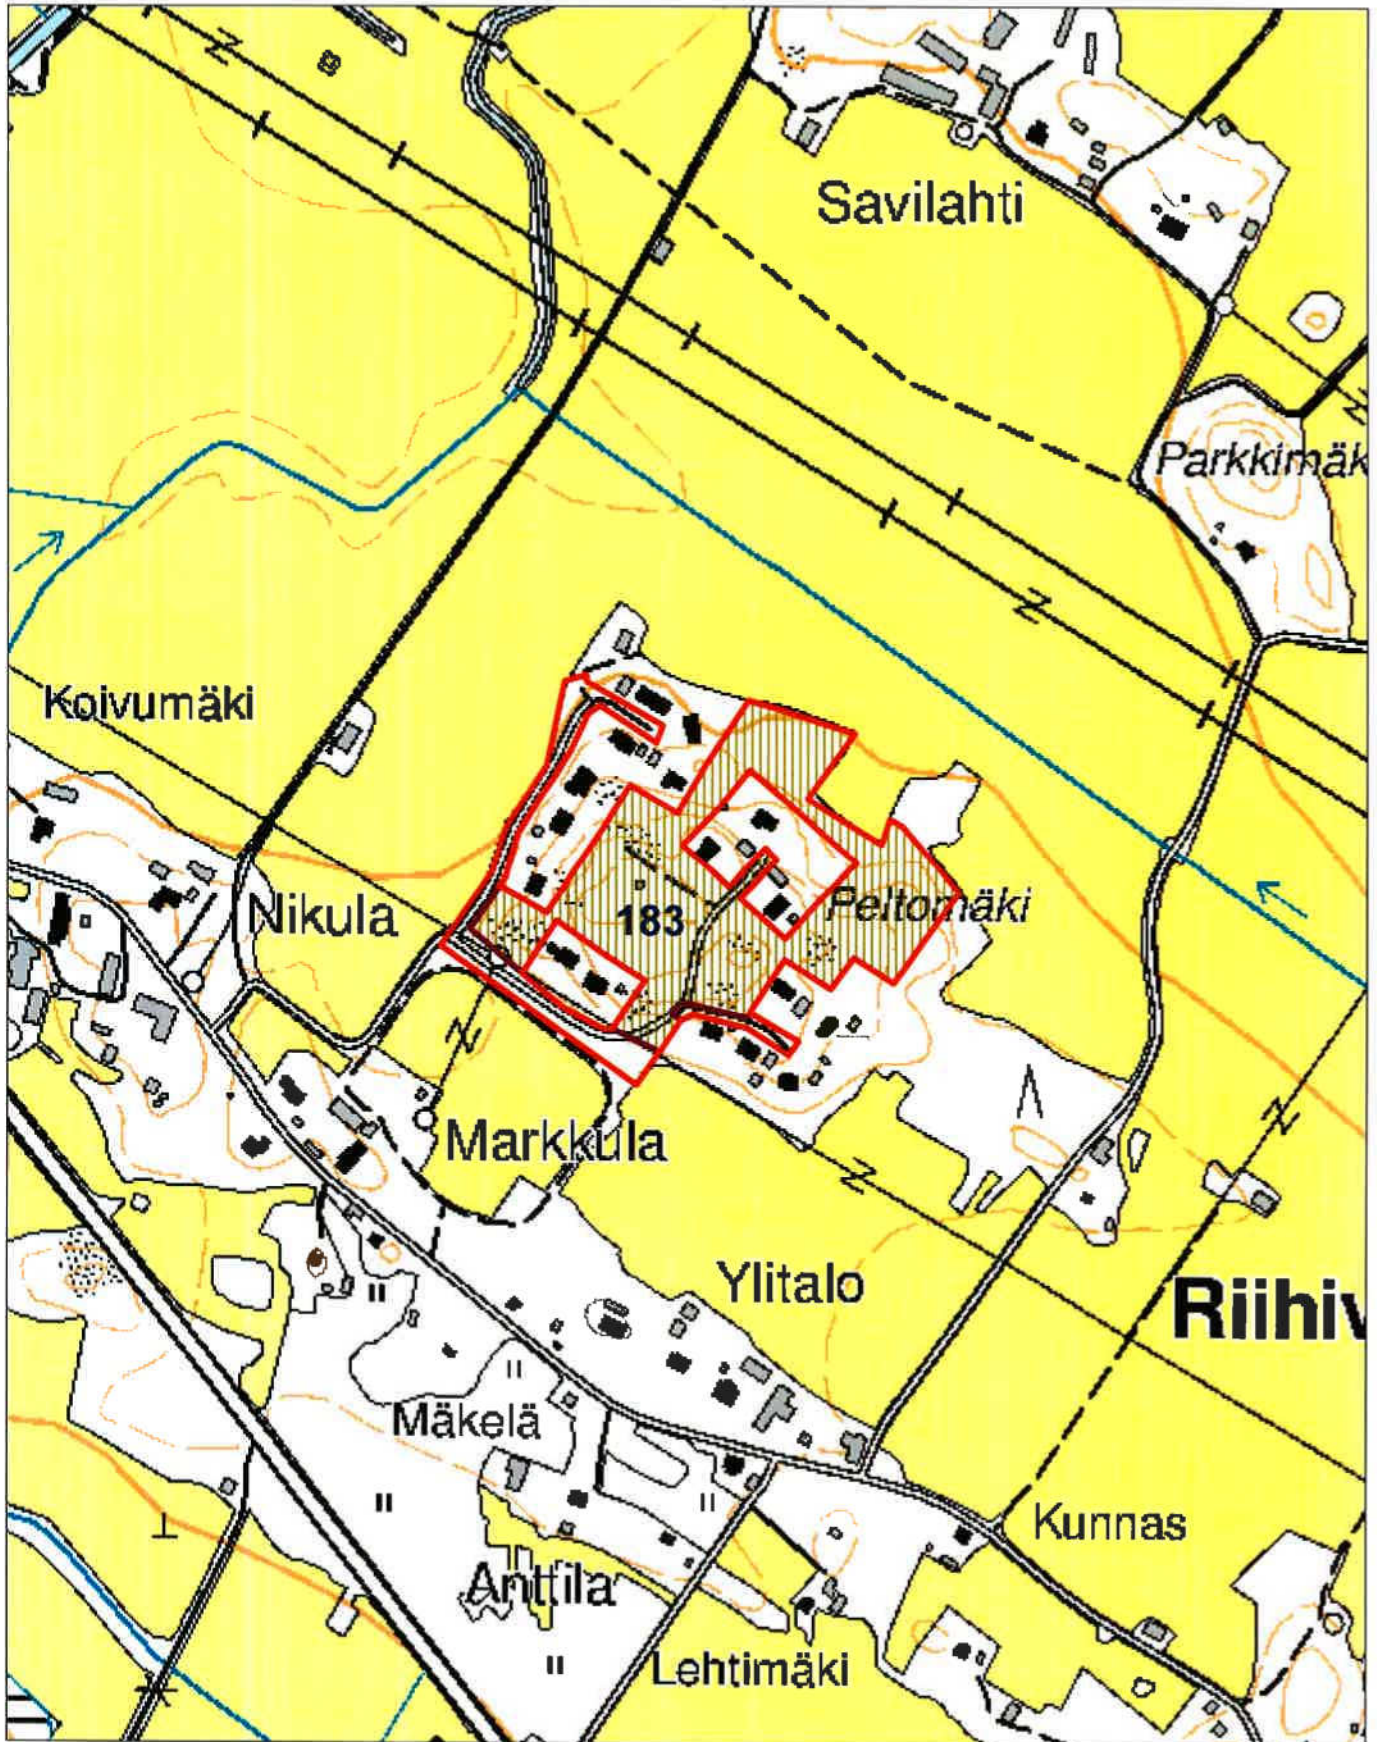 Savilahti
Parkkimäk
Koivumäki
Nikula
183
Peltomäki
Markkula
Ylitalo
Riihiv
Mäkelä
Kunnas
Anttila
Lehtimäki